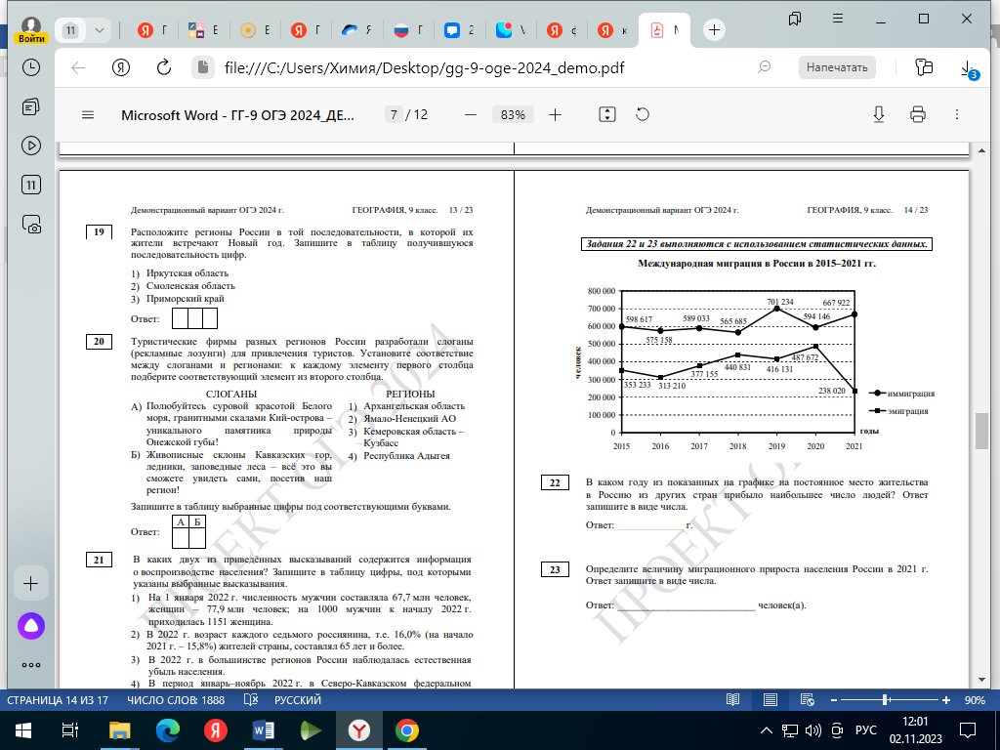 Войти
11
Г
Е
Е
Г
Я
Г
2
V
ф
к
М
file:///C:/Users/Химия/Desktop/gg-9-oge-2024_demo.pdf
Напечатать
3
Microsoft Word - ГГ-9 ОГЭ 2024_ДЕ...
7 / 12
83%
11
Демонстрационный вариант ОГЭ 2024 г. ГЕОГРАФИЯ, 9 класс. 13 / 23
19
Расположите регионы России в той последовательности, в которой их
жители встречают Новый год. Запишите в таблицу получившуюся
последовательность цифр.
1) Иркутская область
2) Смоленская область
3) Приморский край
Ответ:
20
Туристические фирмы разных регионов России разработали слоганы
(рекламные лозунги) для привлечения туристов. Установите соответствие
между слоганами и регионами: к каждому элементу первого столбца
подберите соответствующий элемент из второго столбца.
СЛОГАНЫ
А) Полюбуйтесь суровой красотой Белого
моря, гранитными скалами Кий-острова –
уникального памятника природы
Онежской губы!
Б) Живописные склоны Кавказских гор,
ледники, заповедные леса – всё это вы
сможете увидеть сами, посетив наш
регион!
РЕГИОНЫ
1) Архангельская область
2) Ямало-Ненецкий АО
3) Кемеровская область –
Кузбасс
4) Республика Адыгея
Запишите в таблицу выбранные цифры под соответствующими буквами.
Ответ:
А Б
21
В каких двух из приведённых высказываний содержится информация
о воспроизводстве населения? Запишите в таблицу цифры, под которыми
указаны выбранные высказывания.
1) На 1 января 2022 г. численность мужчин составляла 67,7 млн человек,
женщин – 77,9 млн человек; на 1000 мужчин к началу 2022 г.
приходилась 1151 женщина.
2) В 2022 г. возраст каждого седьмого россиянина, т.е. 16,0% (на начало
2021 г. – 15,8%) жителей страны, составлял 65 лет и более.
3) В 2022 г. в большинстве регионов России наблюдалась естественная
убыль населения.
4) В период январь–ноябрь 2022 г. в Северо-Кавказском федеральном
ПРОЕКТ ОГЭ 2024
Демонстрационный вариант ОГЭ 2024 г. ГЕОГРАФИЯ, 9 класс. 14 / 23
Задания 22 и 23 выполняются с использованием статистических данных.
Международная миграция в России в 2015–2021 гг.
человек
800 000
700 000
600 000
500 000
400 000
300 000
200 000
100 000
0
598 617
575 158
589 033
565 685
701 234
594 146
667 922
353 233
313 210
377 155
440 831
416 131
487 672
238 020
2015 2016 2017 2018 2019 2020 2021
годы
иммиграция
эмиграция
22
В каком году из показанных на графике на постоянное место жительства
в Россию из других стран прибыло наибольшее число людей? Ответ
запишите в виде числа.
Ответ: ______________ г.
23
Определите величину миграционного прироста населения России в 2021 г.
Ответ запишите в виде числа.
Ответ: ____________________________ человек(а).
ПРОЕКТ О
СТРАНИЦА 14 ИЗ 17 ЧИСЛО СЛОВ: 1888 РУССКИЙ 90%
РУС
12:01
02.11.2023